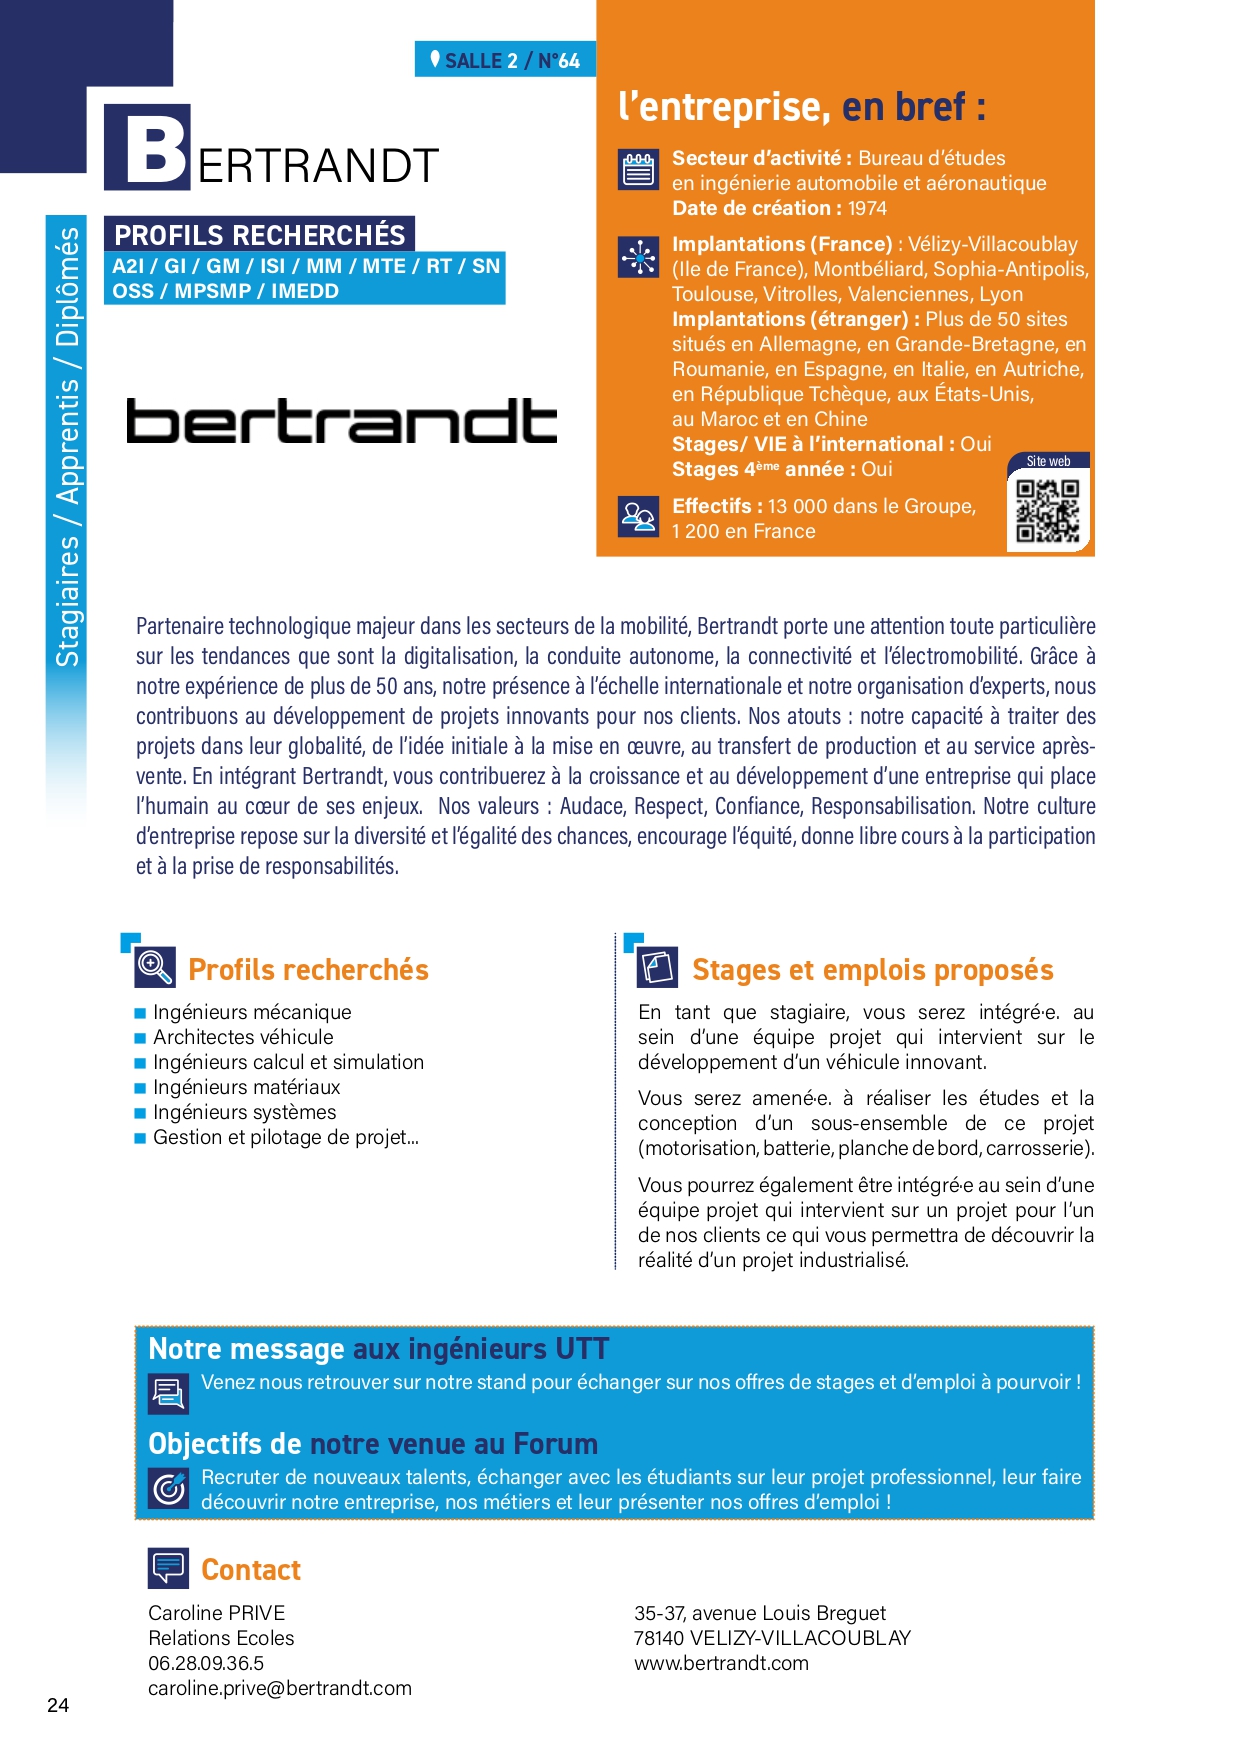 SALLE 2 / N°64
BERTRANDT
PROFILS RECHERCHÉS
A2I / GI / GM / ISI / MM / MTE / RT / SN
OSS / MPSMP / IMEDD
Stagiaires / Apprentis / Diplômés
bertrandt
l'entreprise, en bref :
Secteur d'activité : Bureau d'études
en ingénierie automobile et aéronautique
Date de création : 1974
Implantations (France) : Vélizy-Villacoublay
(Ile de France), Montbéliard, Sophia-Antipolis,
Toulouse, Vitrolles, Valenciennes, Lyon
Implantations (étranger) : Plus de 50 sites
situés en Allemagne, en Grande-Bretagne, en
Roumanie, en Espagne, en Italie, en Autriche,
en République Tchèque, aux États-Unis,
au Maroc et en Chine
Stages/ VIE à l'international : Oui
Stages 4ème année : Oui
Site web
Effectifs : 13 000 dans le Groupe,
1 200 en France
Partenaire technologique majeur dans les secteurs de la mobilité, Bertrandt porte une attention toute particulière
sur les tendances que sont la digitalisation, la conduite autonome, la connectivité et l'électromobilité. Grâce à
notre expérience de plus de 50 ans, notre présence à l'échelle internationale et notre organisation d'experts, nous
contribuons au développement de projets innovants pour nos clients. Nos atouts : notre capacité à traiter des
projets dans leur globalité, de l'idée initiale à la mise en œuvre, au transfert de production et au service après-
vente. En intégrant Bertrandt, vous contribuerez à la croissance et au développement d'une entreprise qui place
l'humain au cœur de ses enjeux. Nos valeurs : Audace, Respect, Confiance, Responsabilisation. Notre culture
d'entreprise repose sur la diversité et l'égalité des chances, encourage l'équité, donne libre cours à la participation
et à la prise de responsabilités.
Profils recherchés
Ingénieurs mécanique
Architectes véhicule
Ingénieurs calcul et simulation
Ingénieurs matériaux
Ingénieurs systèmes
Gestion et pilotage de projet...
Stages et emplois proposés
En tant que stagiaire, vous serez intégré·e. au
sein d'une équipe projet qui intervient sur le
développement d'un véhicule innovant.
Vous serez amené·e. à réaliser les études et la
conception d'un sous-ensemble de ce projet
(motorisation, batterie, planche de bord, carrosserie).
Vous pourrez également être intégré·e au sein d'une
équipe projet qui intervient sur un projet pour l'un
de nos clients ce qui vous permettra de découvrir la
réalité d'un projet industrialisé.
Notre message aux ingénieurs UTT
Venez nous retrouver sur notre stand pour échanger sur nos offres de stages et d'emploi à pourvoir !
Objectifs de notre venue au Forum
Recruter de nouveaux talents, échanger avec les étudiants sur leur projet professionnel, leur faire
découvrir notre entreprise, nos métiers et leur présenter nos offres d'emploi !
Contact
Caroline PRIVE
Relations Ecoles
06.28.09.36.5
caroline.prive@bertrandt.com
35-37, avenue Louis Breguet
78140 VELIZY-VILLACOUBLAY
www.bertrandt.com
24